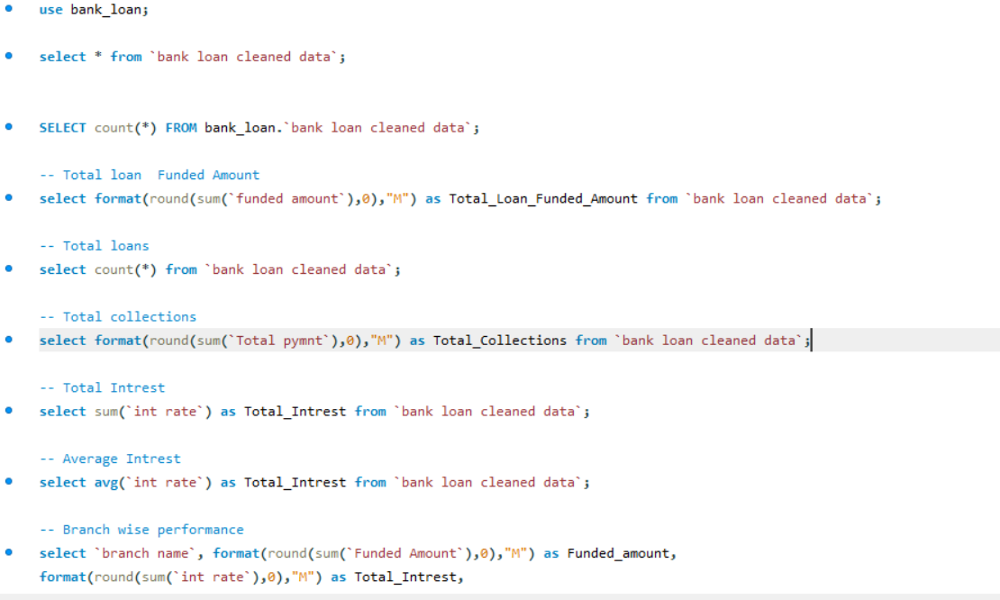 use bank_loan;
select * from `bank loan cleaned data`;
SELECT count(*) FROM bank_loan.`bank loan cleaned data`;
-- Total loan  Funded Amount
select format(round(sum(`funded amount`),0),"M") as Total_Loan_Funded_Amount from `bank loan cleaned data`;
-- Total loans
select count(*) from `bank loan cleaned data`;
-- Total collections
select format(round(sum(`Total pymnt`),0),"M") as Total_Collections from `bank loan cleaned data`;
-- Total Intrest
select sum(`int rate`) as Total_Intrest from `bank loan cleaned data`;
-- Average Intrest
select avg(`int rate`) as Total_Intrest from `bank loan cleaned data`;
-- Branch wise performance
select `branch name`, format(round(sum(`Funded Amount`),0),"M") as Funded_amount,
format(round(sum(`int rate`),0),"M") as Total_Intrest,